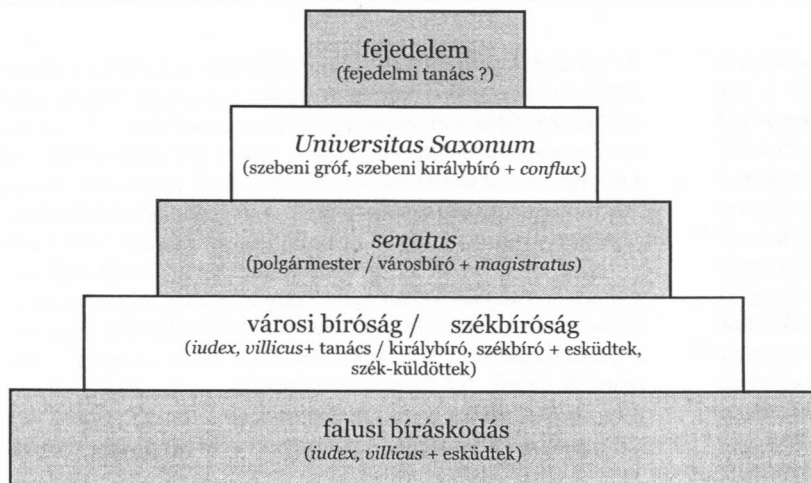 fejedelem
(fejedelmi tanács ?)
Universitas Saxonum
(szebeni gróf, szebeni királybíró + conflux)
senatus
(polgármester / városbíró + magistratus)
városi bíróság / székbíróság
(iudex, villicus+ tanács / királybíró, székbíró + esküdtek,
szék-küldöttek)
falusi bíráskodás
(iudex, villicus + esküdtek)